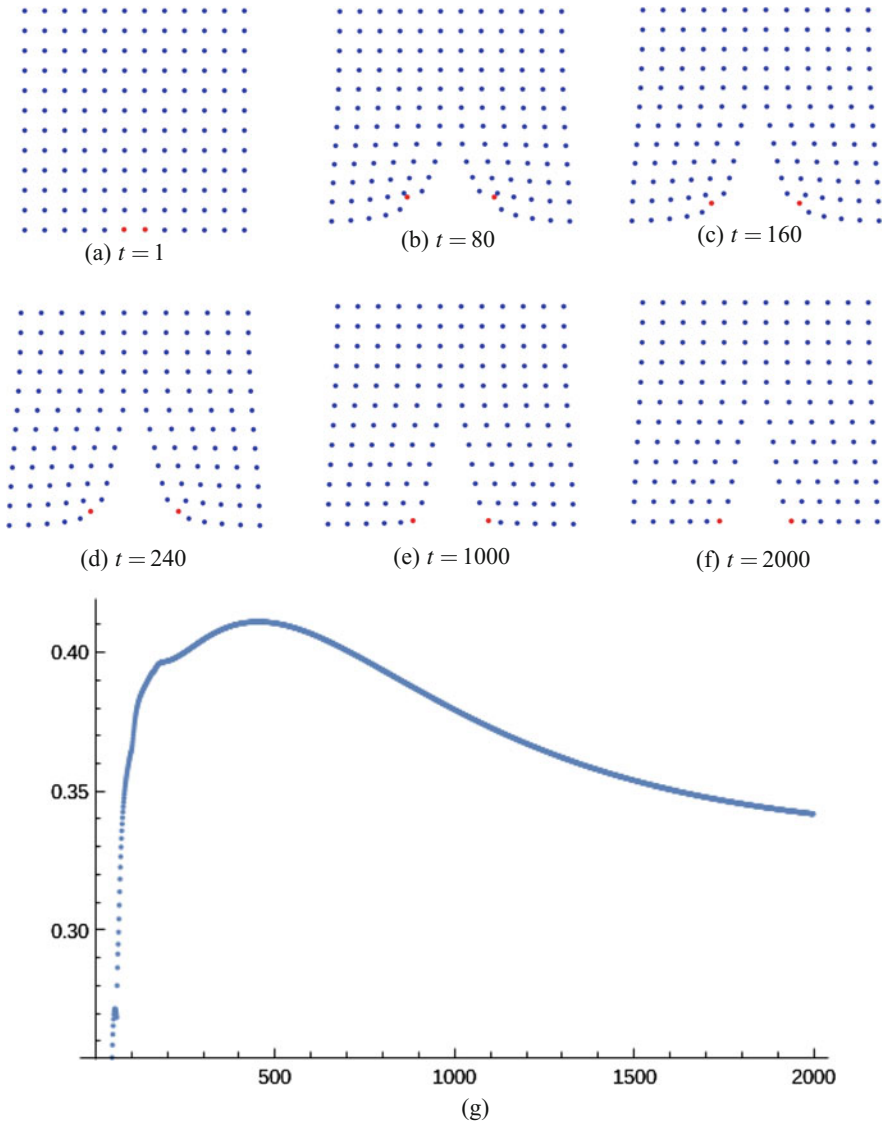 (a) t = 1
(b) t = 80
(c) t = 160
(d) t = 240
(e) t = 1000
(f) t = 2000
0.40
0.35
0.30
500 1000 1500 2000
(g)